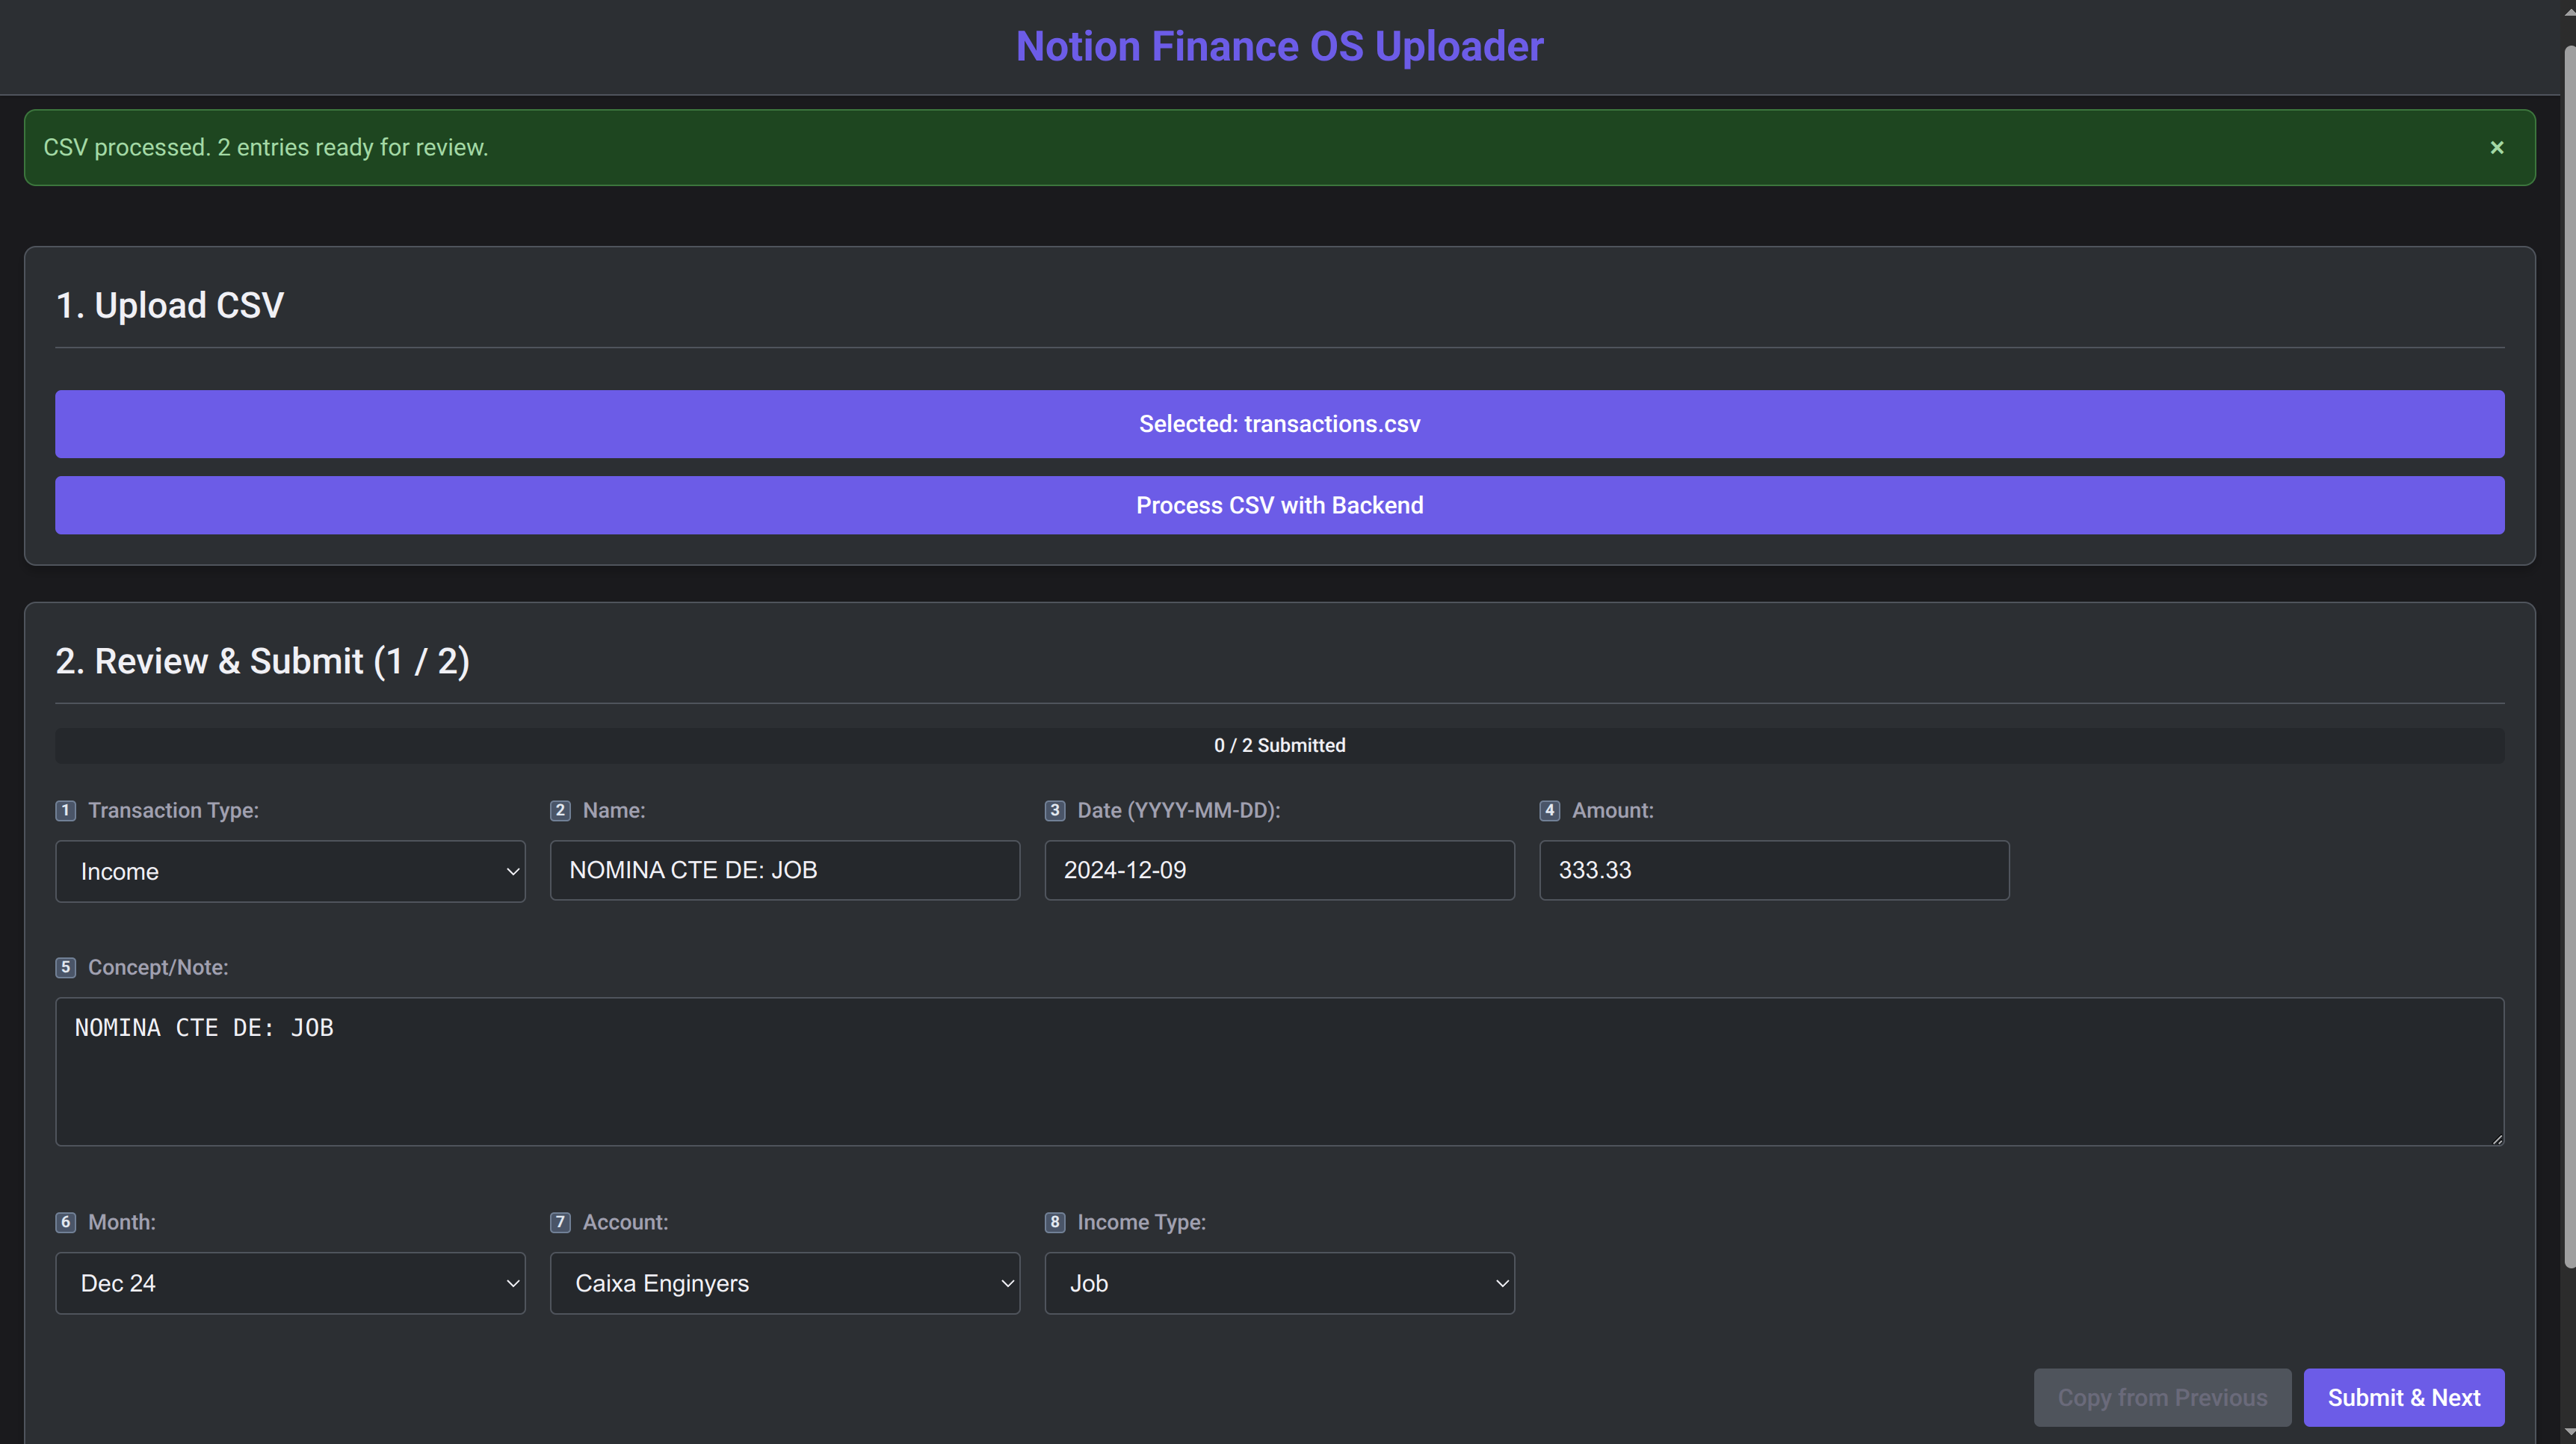 Notion Finance OS Uploader
CSV processed. 2 entries ready for review.
×
1. Upload CSV
Selected: transactions.csv
Process CSV with Backend
2. Review & Submit (1 / 2)
0 / 2 Submitted
1 Transaction Type:
2 Name:
3 Date (YYYY-MM-DD):
4 Amount:
Income
NOMINA CTE DE: JOB
2024-12-09
333.33
5 Concept/Note:
NOMINA CTE DE: JOB
6 Month:
7 Account:
8 Income Type:
Dec 24
Caixa Enginyers
Job
Copy from Previous
Submit & Next